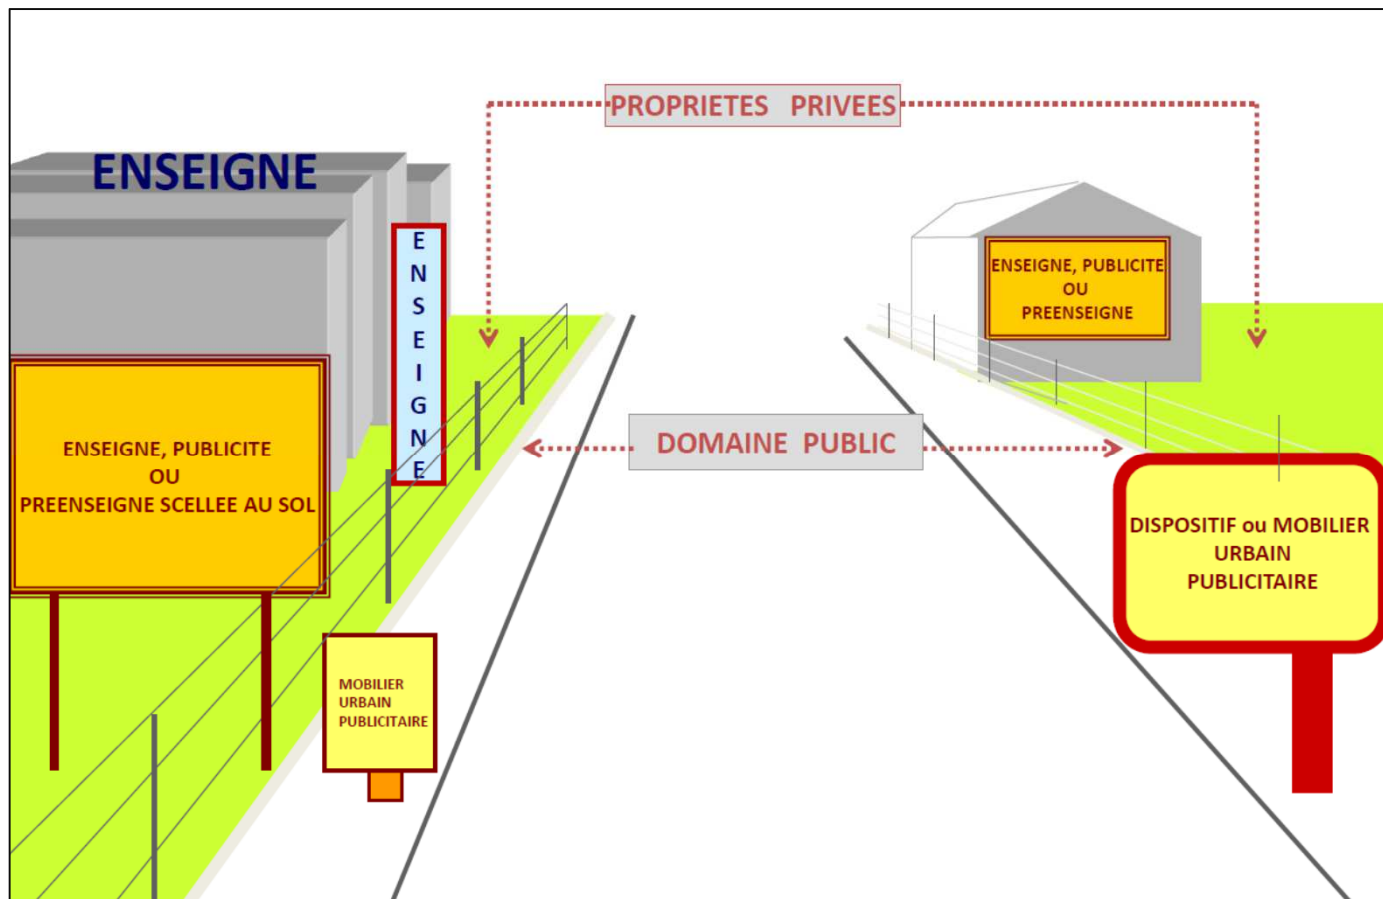 PROPRIETES PRIVEES
ENSEIGNE
E
N
S
E
I
G
N
E
ENSEIGNE, PUBLICITE
OU
PREENSEIGNE
DOMAINE PUBLIC
ENSEIGNE, PUBLICITE
OU
PREENSEIGNE SCELLEE AU SOL
DISPOSITIF ou MOBILIER
URBAIN
PUBLICITAIRE
MOBILIER
URBAIN
PUBLICITAIRE